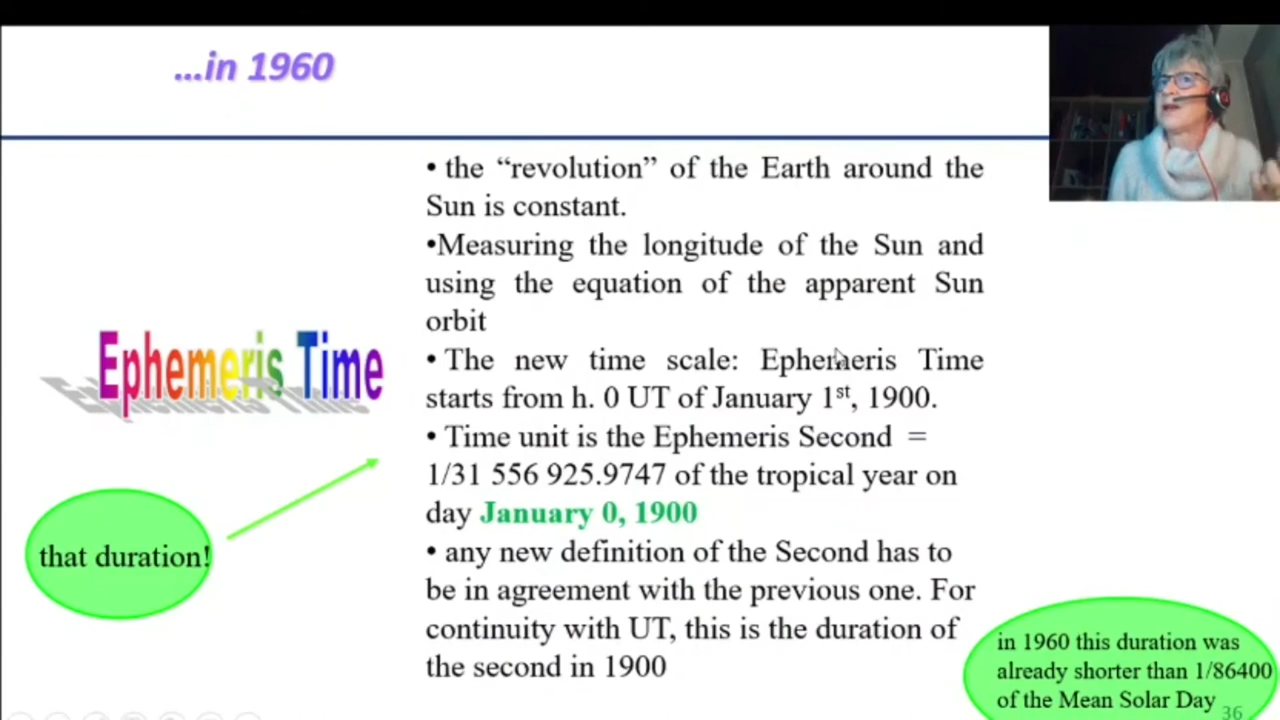 ...in 1960
• the “revolution” of the Earth around the
Sun is constant.
•Measuring the longitude of the Sun and
using the equation of the apparent Sun
orbit
• The new time scale: Ephemeris Time
starts from h. 0 UT of January 1st, 1900.
• Time unit is the Ephemeris Second =
1/31 556 925.9747 of the tropical year on
day January 0, 1900
• any new definition of the Second has to
be in agreement with the previous one. For
continuity with UT, this is the duration of
the second in 1900
Ephemeris Time
that duration!
in 1960 this duration was
already shorter than 1/86400
of the Mean Solar Day
36